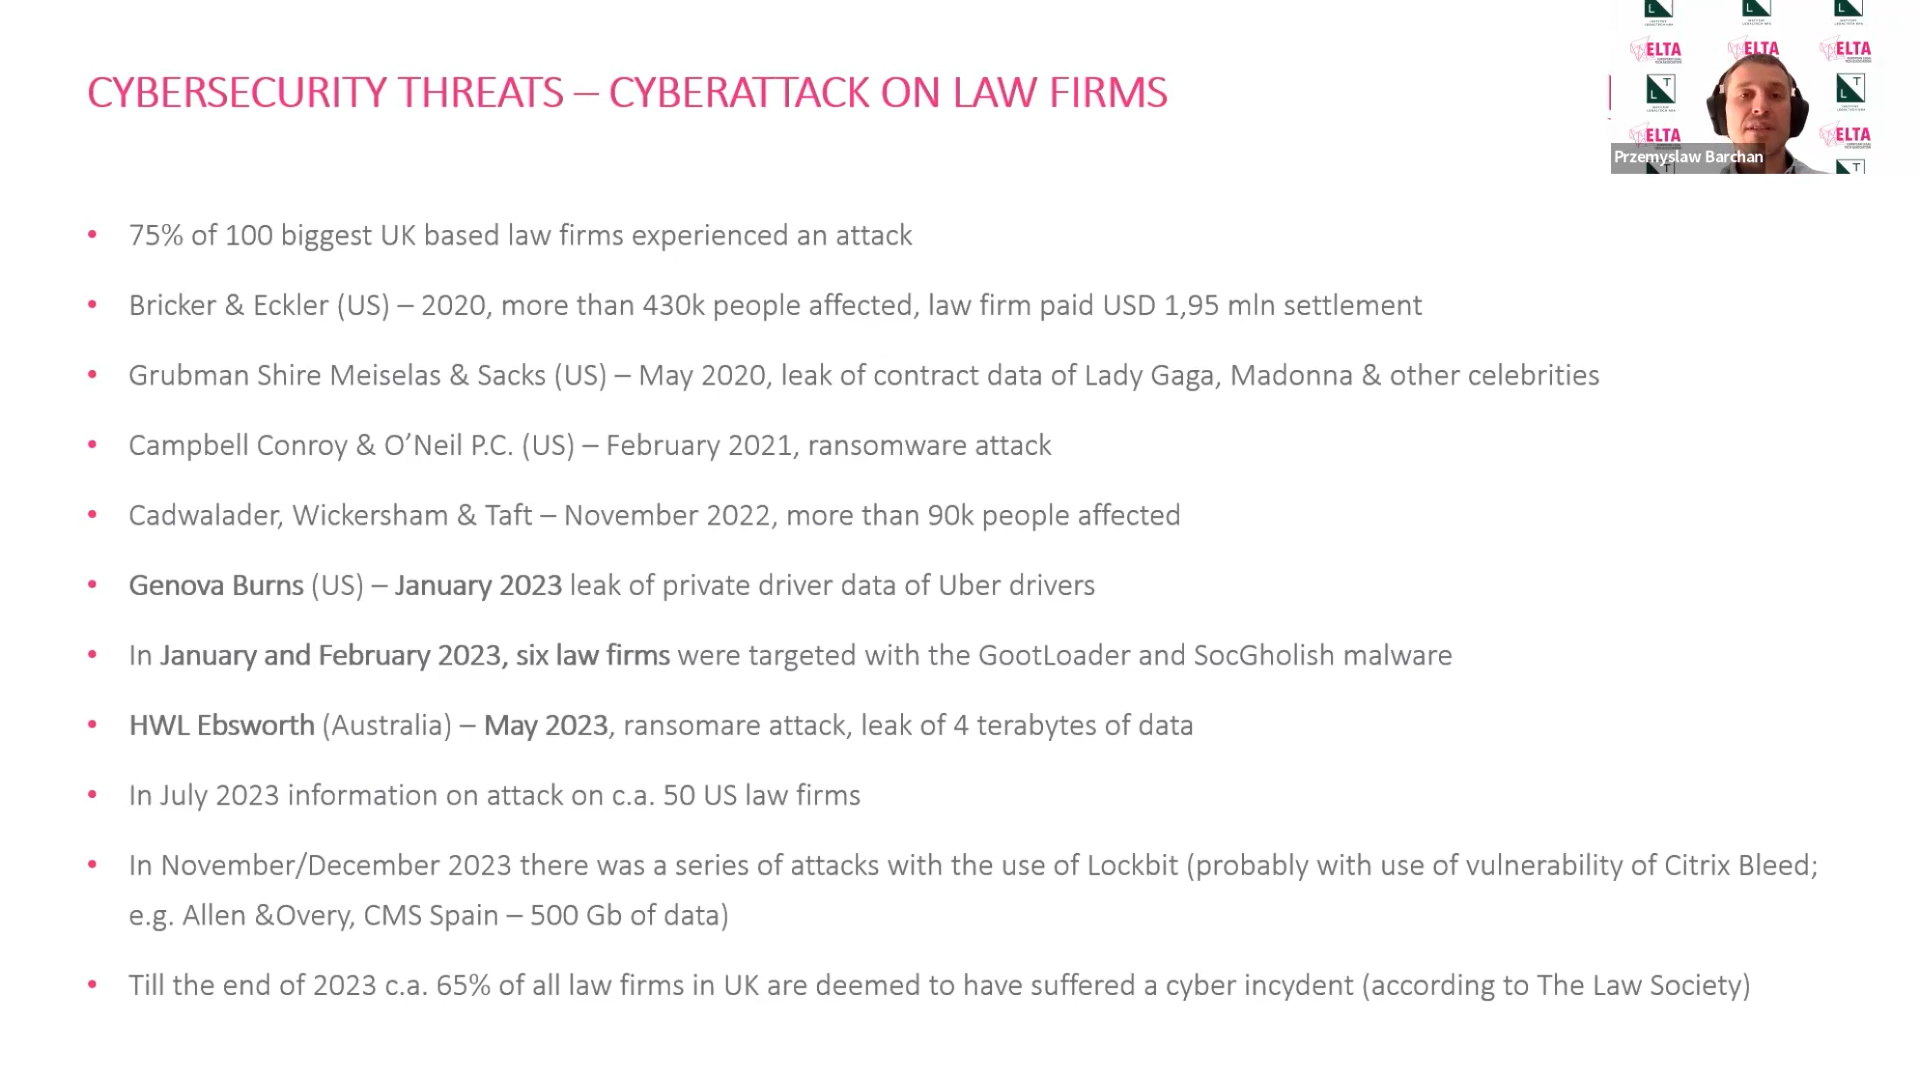 CYBERSECURITY THREATS – CYBERATTACK ON LAW FIRMS
ELTA
ELTA
ELTA
L T
L T
ELTA
ELTA
Przemyslaw Barchan
• 75% of 100 biggest UK based law firms experienced an attack
• Bricker & Eckler (US) – 2020, more than 430k people affected, law firm paid USD 1,95 mln settlement
• Grubman Shire Meiselas & Sacks (US) – May 2020, leak of contract data of Lady Gaga, Madonna & other celebrities
• Campbell Conroy & O’Neil P.C. (US) – February 2021, ransomware attack
• Cadwalader, Wickersham & Taft – November 2022, more than 90k people affected
• Genova Burns (US) – January 2023 leak of private driver data of Uber drivers
• In January and February 2023, six law firms were targeted with the GootLoader and SocGholish malware
• HWL Ebsworth (Australia) – May 2023, ransomare attack, leak of 4 terabytes of data
• In July 2023 information on attack on c.a. 50 US law firms
• In November/December 2023 there was a series of attacks with the use of Lockbit (probably with use of vulnerability of Citrix Bleed;
e.g. Allen &Overy, CMS Spain – 500 Gb of data)
• Till the end of 2023 c.a. 65% of all law firms in UK are deemed to have suffered a cyber incydent (according to The Law Society)